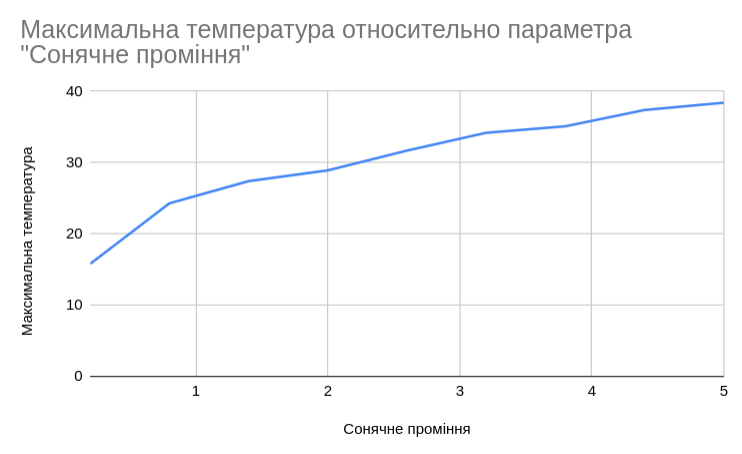 Максимальна температура относительно параметра
"Сонячне проміння"
Максимальна температура
40
30
20
10
0
1
2
3
4
5
Сонячне проміння